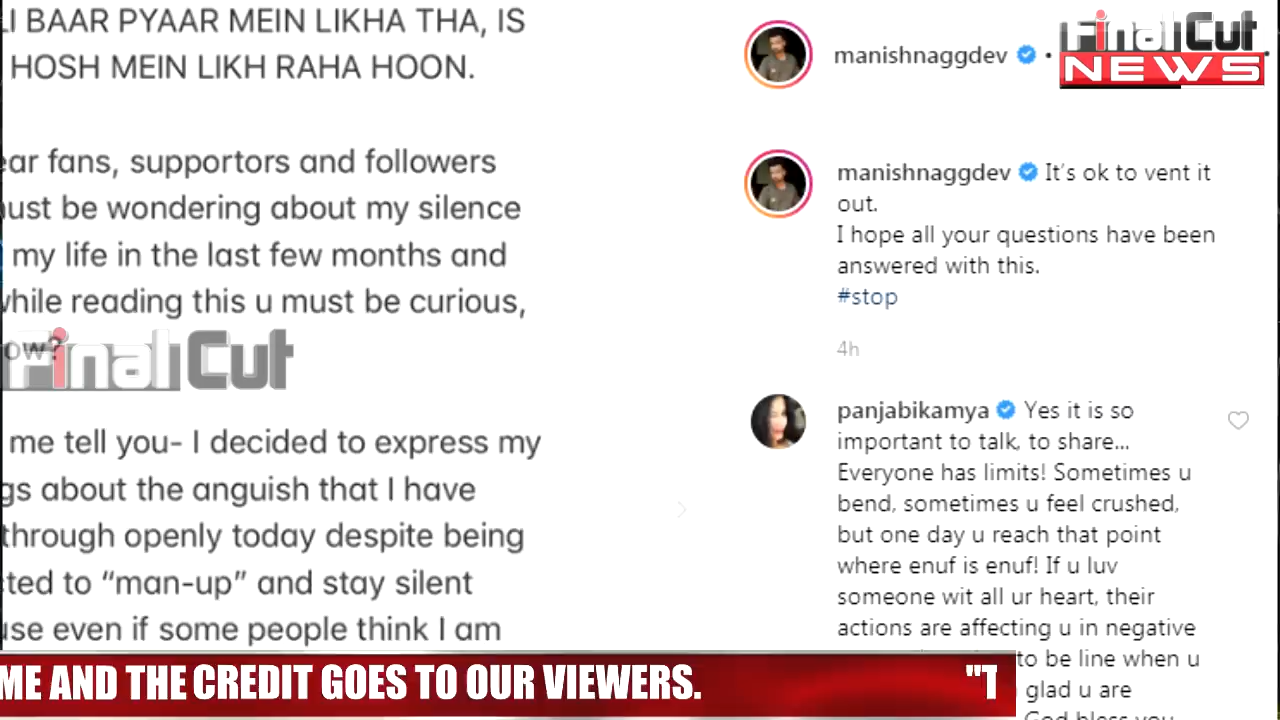 LI BAAR PYAAR MEIN LIKHA THA, IS
HOSH MEIN LIKH RAHA HOON.
ear fans, supporters and followers
ust be wondering about my silence
my life in the last few months and
while reading this u must be curious,
ow?
Final Cut
me tell you- I decided to express my
gs about the anguish that I have
through openly today despite being
cted to “man-up” and stay silent
use even if some people think I am
manishnaggdev •
Final Cut
NEWS
manishnaggdev It’s ok to vent it
out.
I hope all your questions have been
answered with this.
#stop
4h
panjabikamya Yes it is so
important to talk, to share...
Everyone has limits! Sometimes u
bend, sometimes u feel crushed,
but one day u reach that point
where enuf is enuf! If u luv
someone wit all ur heart, their
actions are affecting u in negative
to be line when u
glad u are
God bless you
ME AND THE CREDIT GOES TO OUR VIEWERS. "T